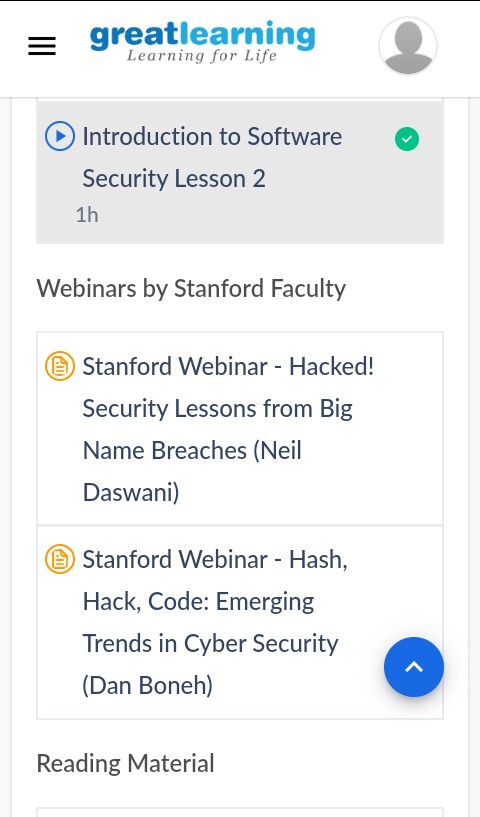 greatlearning
Learning for Life
Introduction to Software
Security Lesson 2
1h
Webinars by Stanford Faculty
Stanford Webinar - Hacked!
Security Lessons from Big
Name Breaches (Neil
Daswani)
Stanford Webinar - Hash,
Hack, Code: Emerging
Trends in Cyber Security
(Dan Boneh)
Reading Material